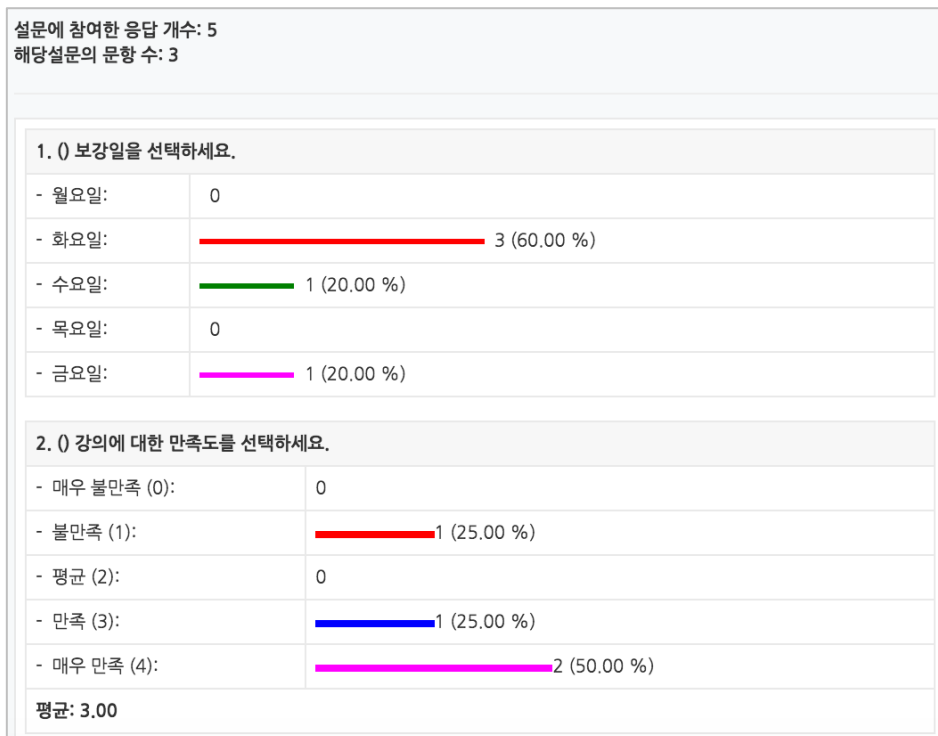 설문에 참여한 응답 개수: 5
해당설문의 문항 수: 3
1. () 보강일을 선택하세요.
- 월요일: 0
- 화요일: 3 (60.00 %)
- 수요일: 1 (20.00 %)
- 목요일: 0
- 금요일: 1 (20.00 %)
2. () 강의에 대한 만족도를 선택하세요.
- 매우 불만족 (0): 0
- 불만족 (1): 1 (25.00 %)
- 평균 (2): 0
- 만족 (3): 1 (25.00 %)
- 매우 만족 (4): 2 (50.00 %)
평균: 3.00